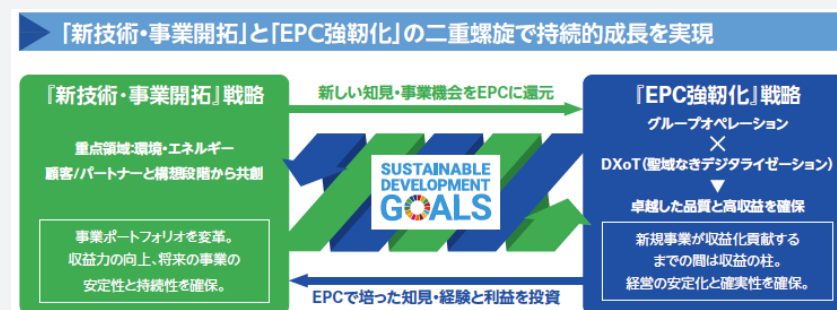 「新技術・事業開拓」と「EPC強靭化」の二重螺旋で持続的成長を実現
『新技術・事業開拓』戦略
重点領域:環境・エネルギー
顧客/パートナーと構想段階から共創
事業ポートフォリオを変革。
収益力の向上、将来の事業の
安定性と持続性を確保。
新しい知見・事業機会をEPCに還元
SUSTAINABLE
DEVELOPMENT
GOALS
EPCで培った知見・経験と利益を投資
『EPC強靭化』戦略
グループオペレーション
×
DXoT(聖域なきデジタライゼーション)
▼
卓越した品質と高収益を確保
新規事業が収益化貢献する
までの間は収益の柱。
経営の安定化と確実性を確保。